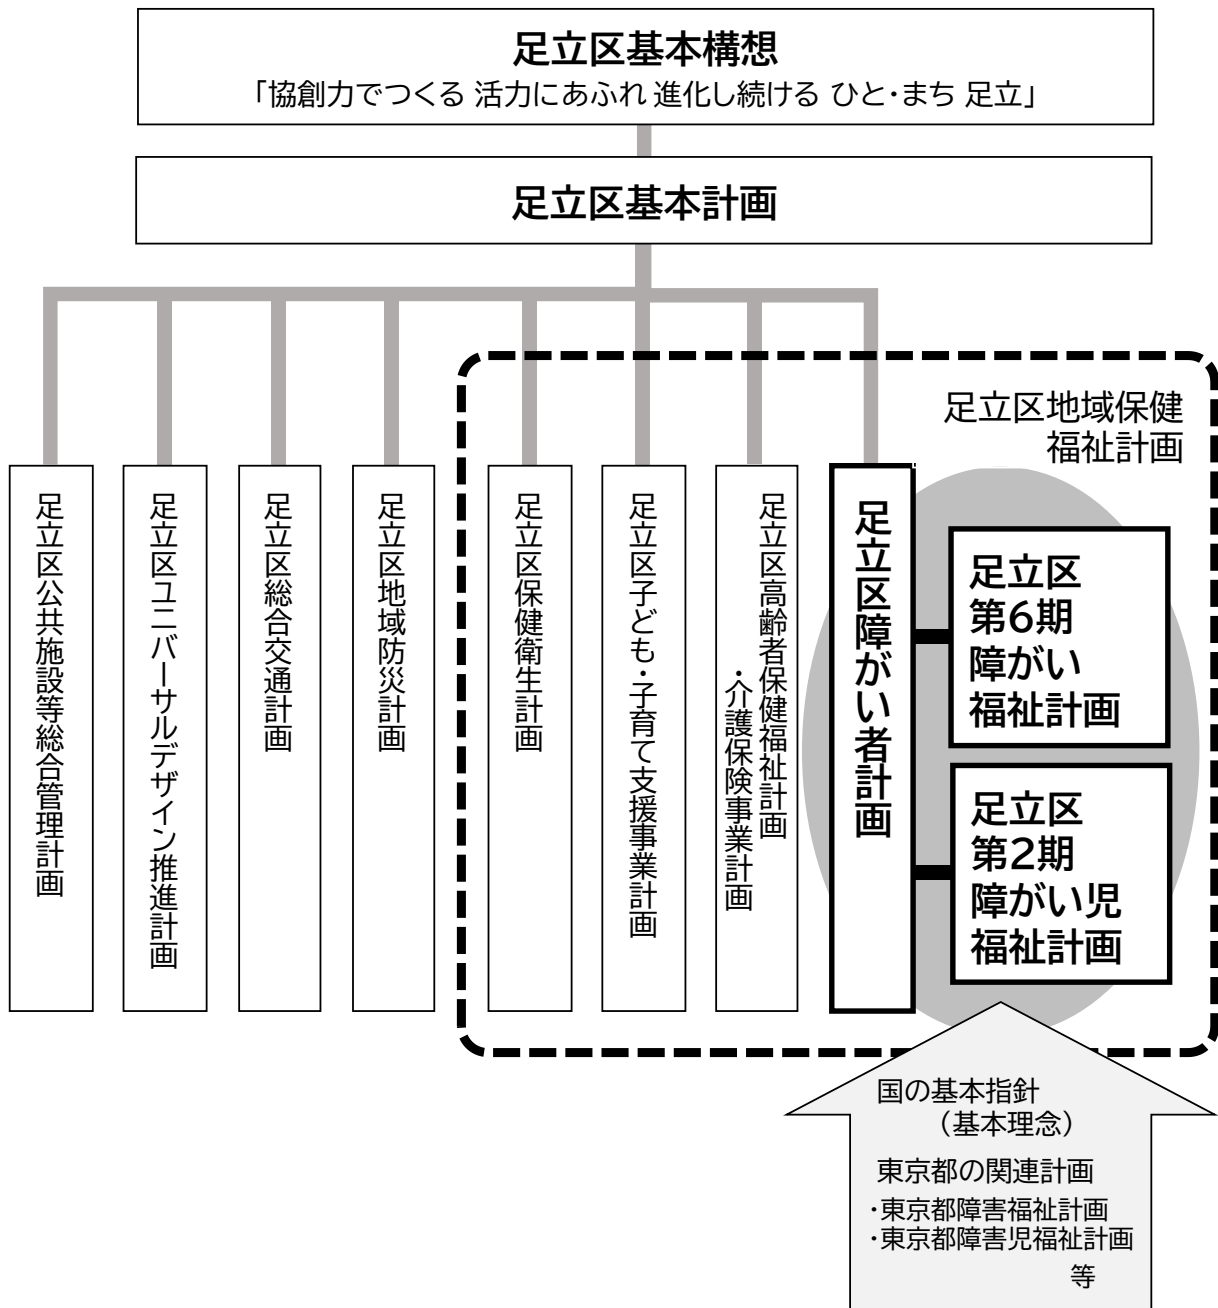 足立区基本構想
「協創力でつくる 活力にあふれ 進化し続ける ひと・まち 足立」
足立区基本計画
足立区地域保健
福祉計画
足立区公共施設等総合管理計画
足立区ユニバーサルデザイン推進計画
足立区総合交通計画
足立区地域防災計画
足立区保健衛生計画
足立区子ども・子育て支援事業計画
足立区高齢者保健福祉計画
・介護保険事業計画
足立区障がい者計画
足立区
第6期
障がい
福祉計画
足立区
第2期
障がい児
福祉計画
国の基本指針
（基本理念）
東京都の関連計画
・東京都障害福祉計画
・東京都障害児福祉計画
等